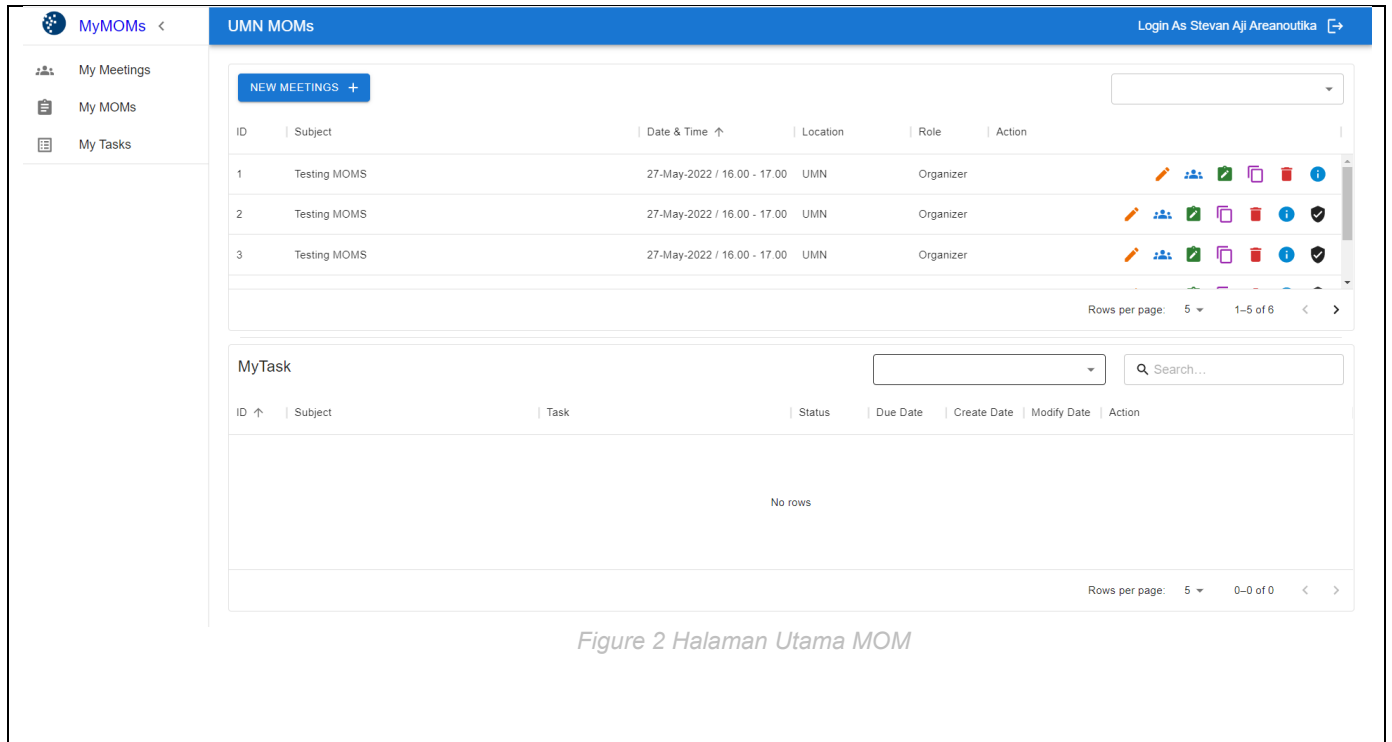 MyMOMs
UMN MOMs
Login As Stevan Aji Areanoutika
My Meetings
My MOMs
My Tasks
NEW MEETINGS +
ID Subject Date & Time Location Role Action
1 Testing MOMS 27-May-2022 / 16.00 - 17.00 UMN Organizer
2 Testing MOMS 27-May-2022 / 16.00 - 17.00 UMN Organizer
3 Testing MOMS 27-May-2022 / 16.00 - 17.00 UMN Organizer
Rows per page: 5 1–5 of 6
MyTask
Search...
ID Subject Task Status Due Date Create Date Modify Date Action
No rows
Rows per page: 5 0–0 of 0
Figure 2 Halaman Utama MOM